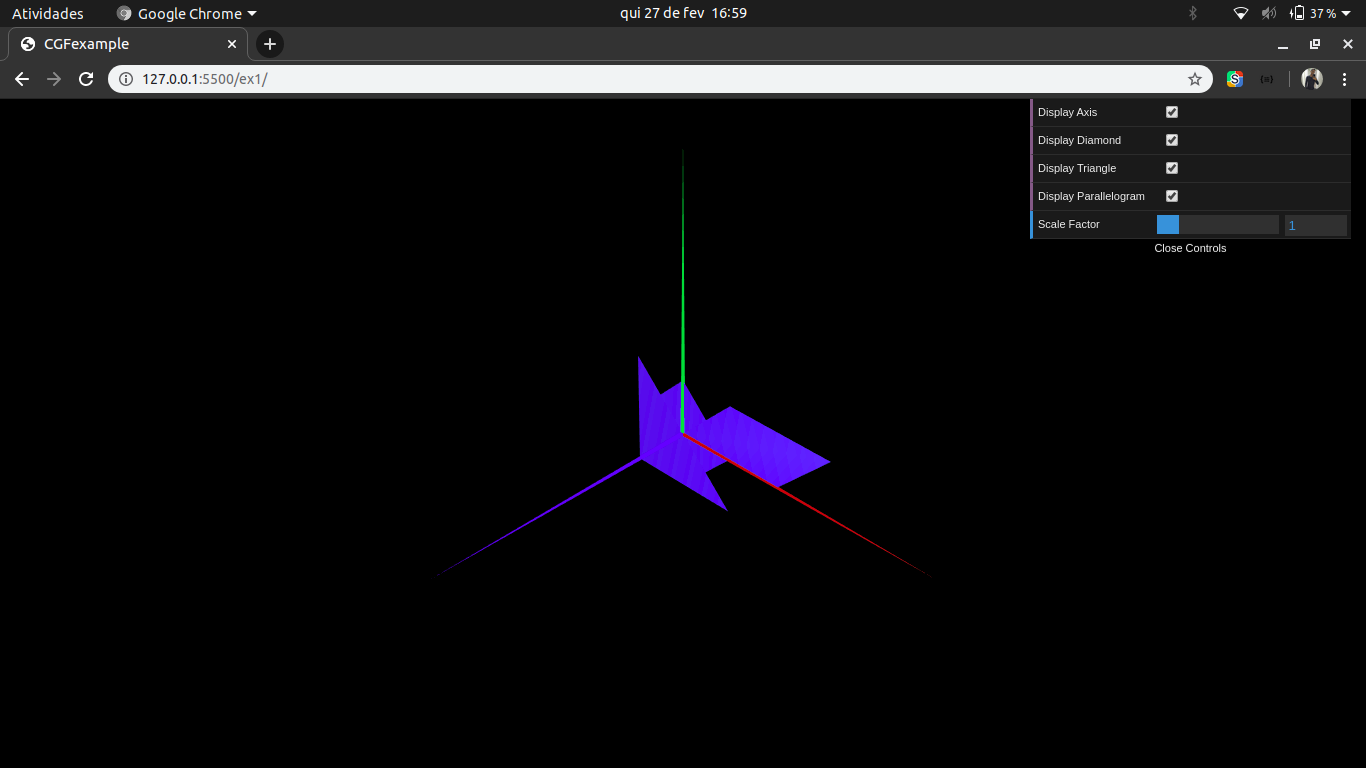 Atividades Google Chrome qui 27 de fev 16:59 37 %
CGFexample
127.0.0.1:5500/ex1/
Display Axis
Display Diamond
Display Triangle
Display Parallelogram
Scale Factor 1
Close Controls